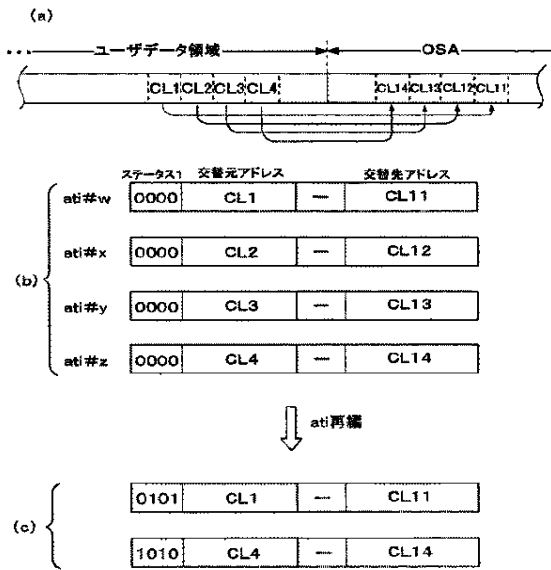 (a)
••• ユーザデータ領域 OSA
CL1 CL2 CL3 CL4 CL14 CL13 CL12 CL11
ステータス1 交替元アドレス 交替先アドレス
(b)
ati#w 0000 CL1 — CL11
ati#x 0000 CL2 — CL12
ati#y 0000 CL3 — CL13
ati#z 0000 CL4 — CL14
ati再編
(c)
0101 CL1 — CL11
1010 CL4 — CL14